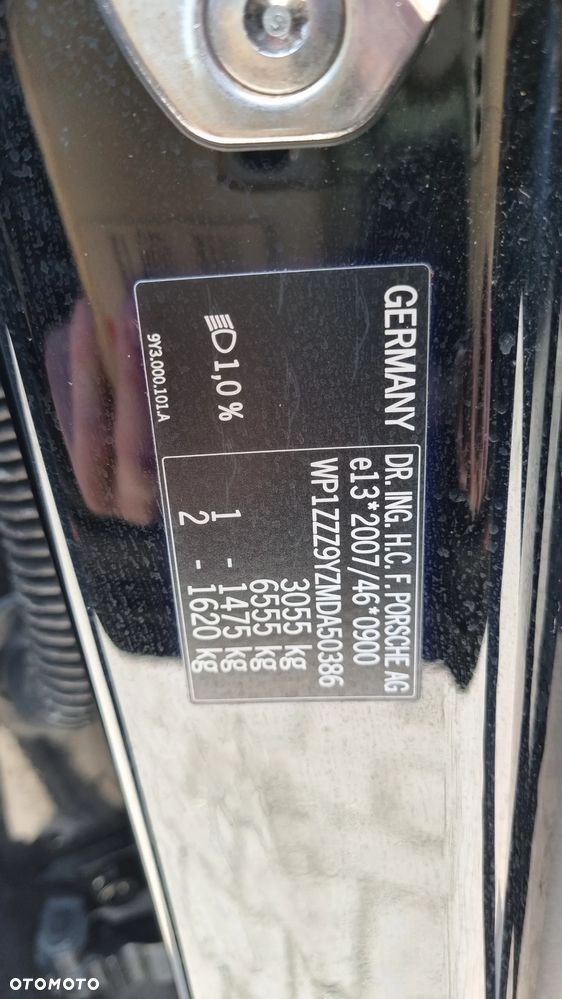 GERMANY
DR. ING. H.C. F. PORSCHE AG
e13*2007/46*0900
WP1ZZZ9YZMDA50386
3055 kg
6555 kg
1 - 1475 kg
2 - 1620 kg
1,0 %
9Y3.000.101.A
OTOMOTO